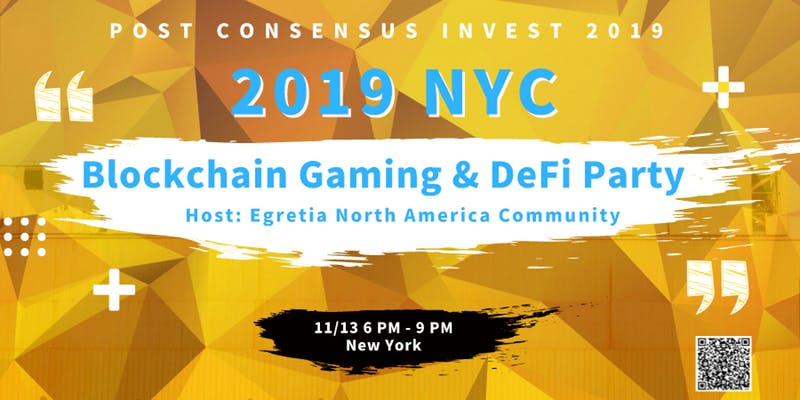 POST CONSENSUS INVEST 2019
2019 NYC
Blockchain Gaming & DeFi Party
Host: Egretia North America Community
11/13 6 PM - 9 PM
New York